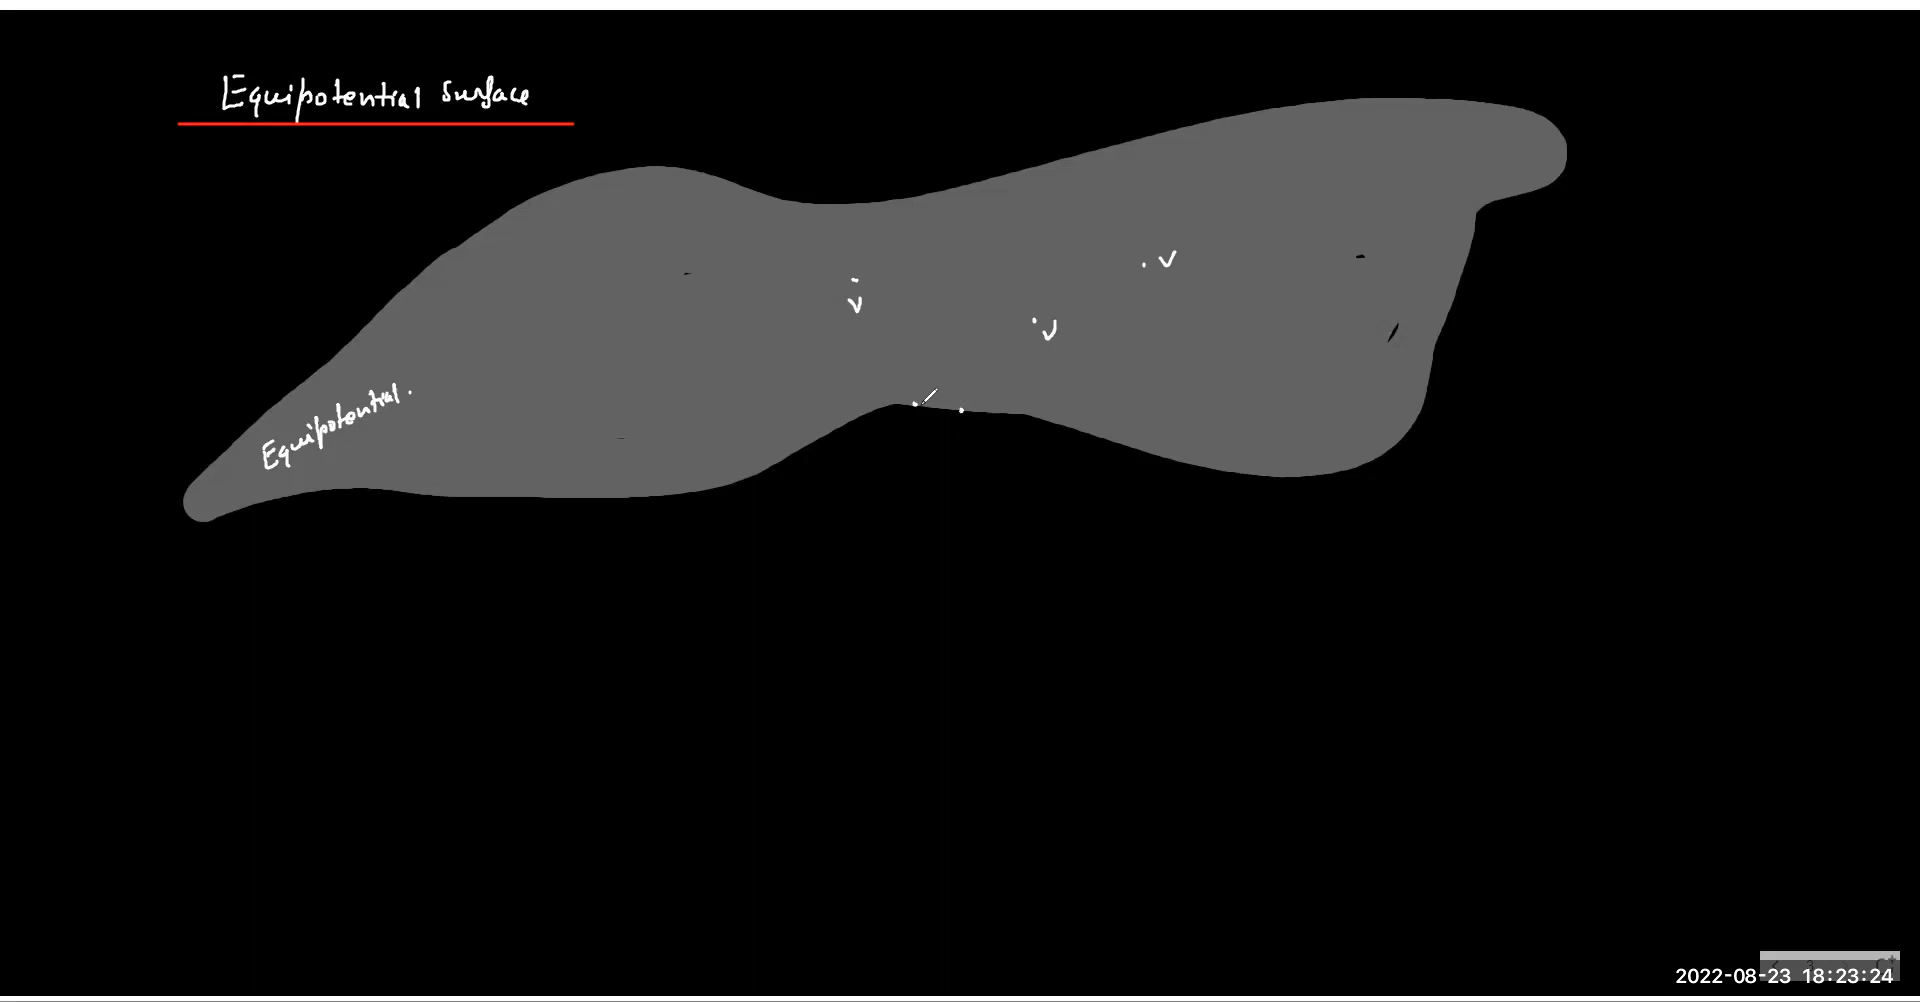 Equipotential surface
. V
V
V
Equipotential.
2022-08-23 18:23:24